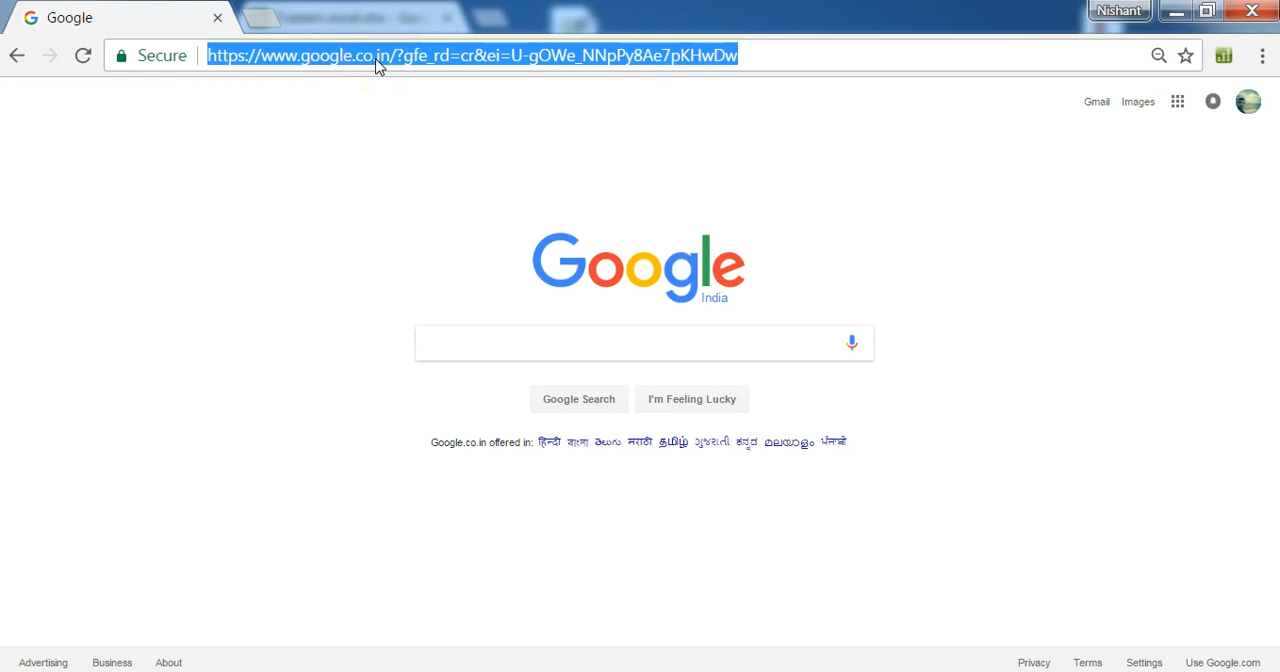 Google
Nishant
Secure
https://www.google.co.in/?gfe_rd=cr&ei=U-gOWe_NNpPy8Ae7pKHwDw
Gmail Images
Google
India
Google Search I'm Feeling Lucky
Google.co.in offered in: हिन्दी বাংলা తెలుగు मराठी தமிழ் ગુજરાતી ಕನ್ನಡ മലയാളം ਪੰਜਾਬੀ
Advertising Business About Privacy Terms Settings Use Google.com